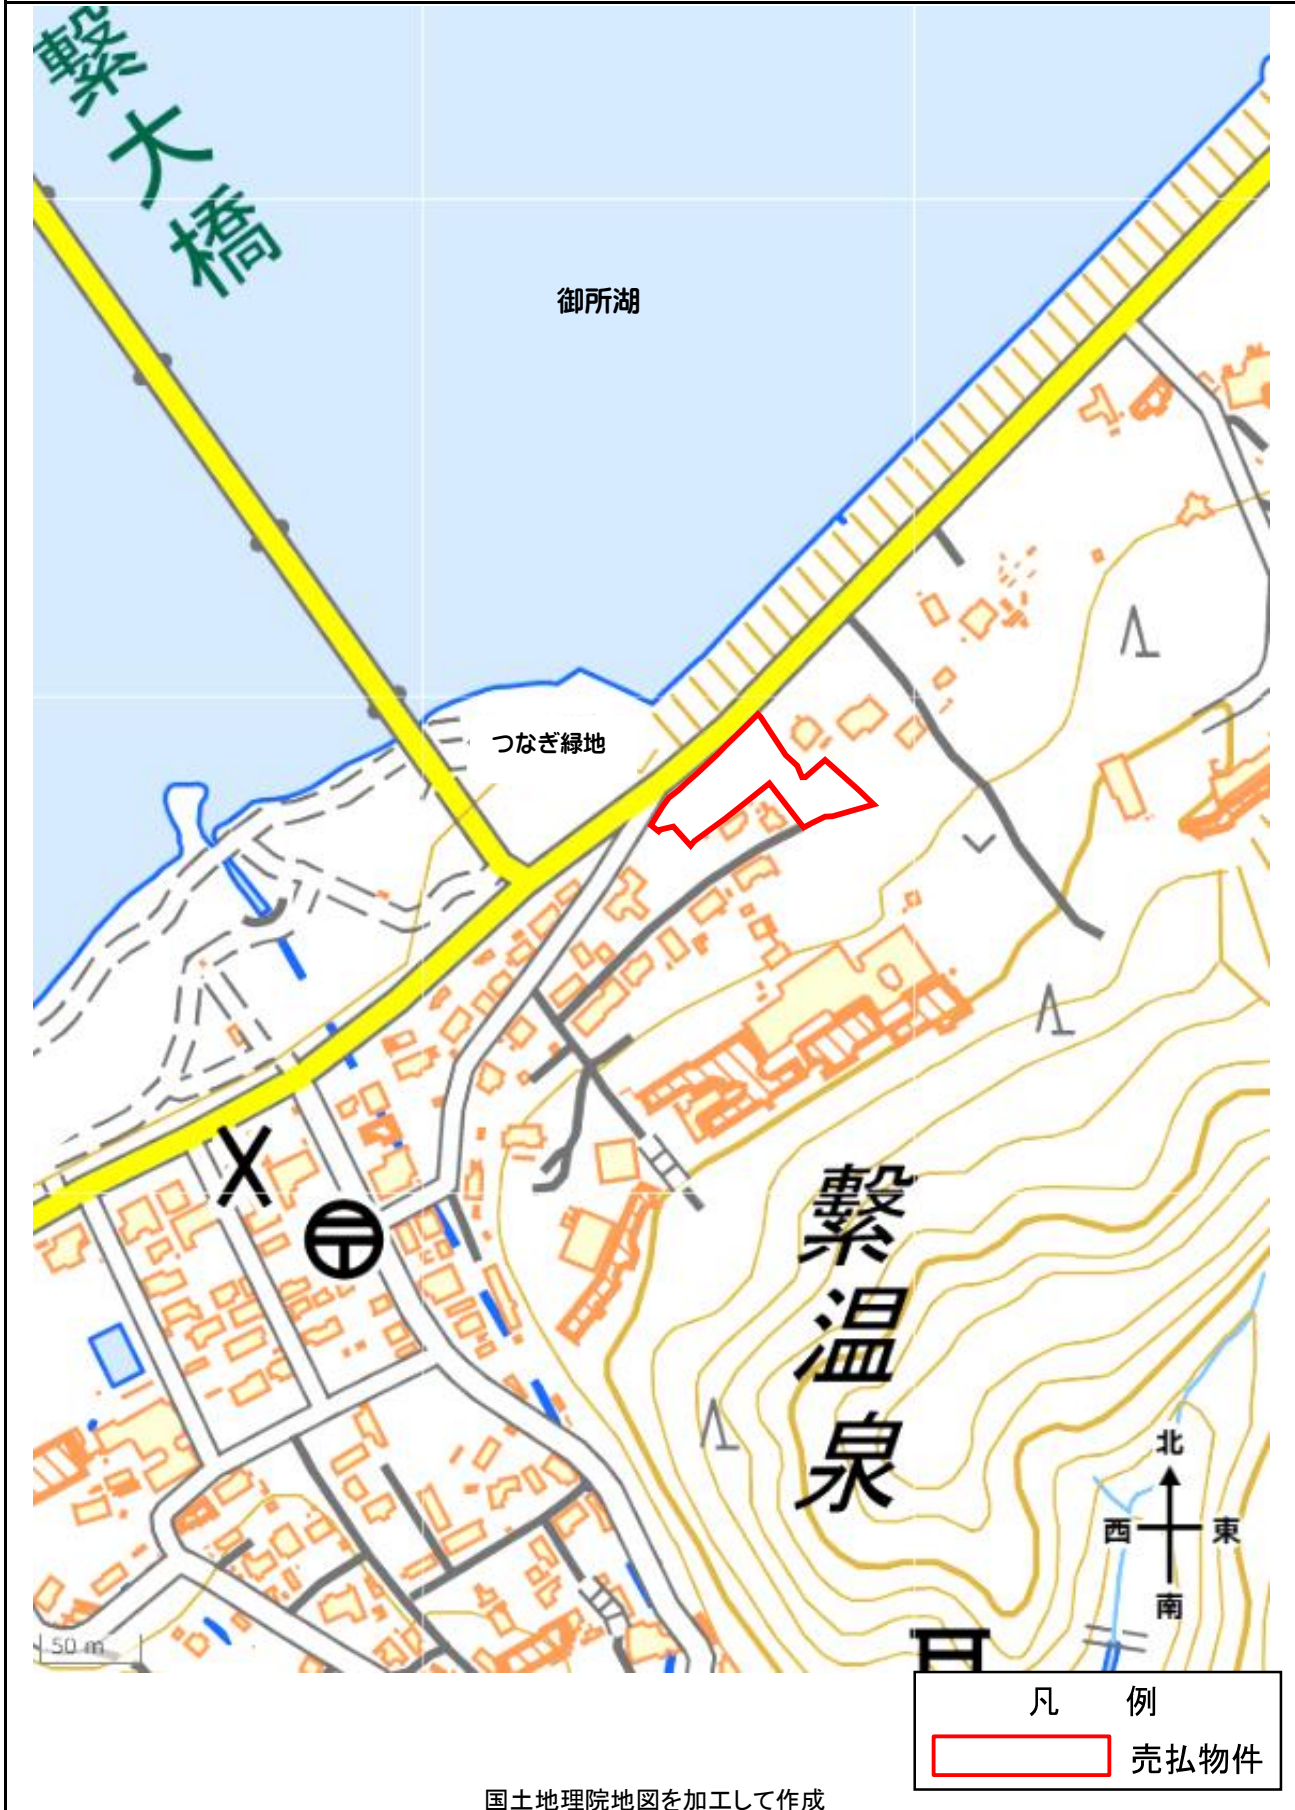 繋大橋
御所湖
つなぎ緑地
繋温泉
北
西 東
南
50 m
凡 例
売払物件
国土地理院地図を加工して作成